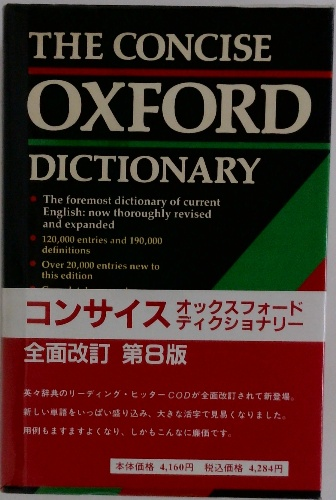 THE CONCISE
OXFORD
DICTIONARY
• The foremost dictionary of current
English: now thoroughly revised
and expanded
• 120,000 entries and 190,000
definitions
• Over 20,000 entries new to
this edition
コンサイス オックスフォード
ディクショナリー
全面改訂 第8版
英々辞典のリーディング・ヒッターCODが全面改訂されて新登場。
新しい単語をいっぱい盛り込み、大きな活字で見易くなりました。
用例もますますよくなり、しかもこんなに廉価です。
本体価格 4,160円 税込価格 4,284円